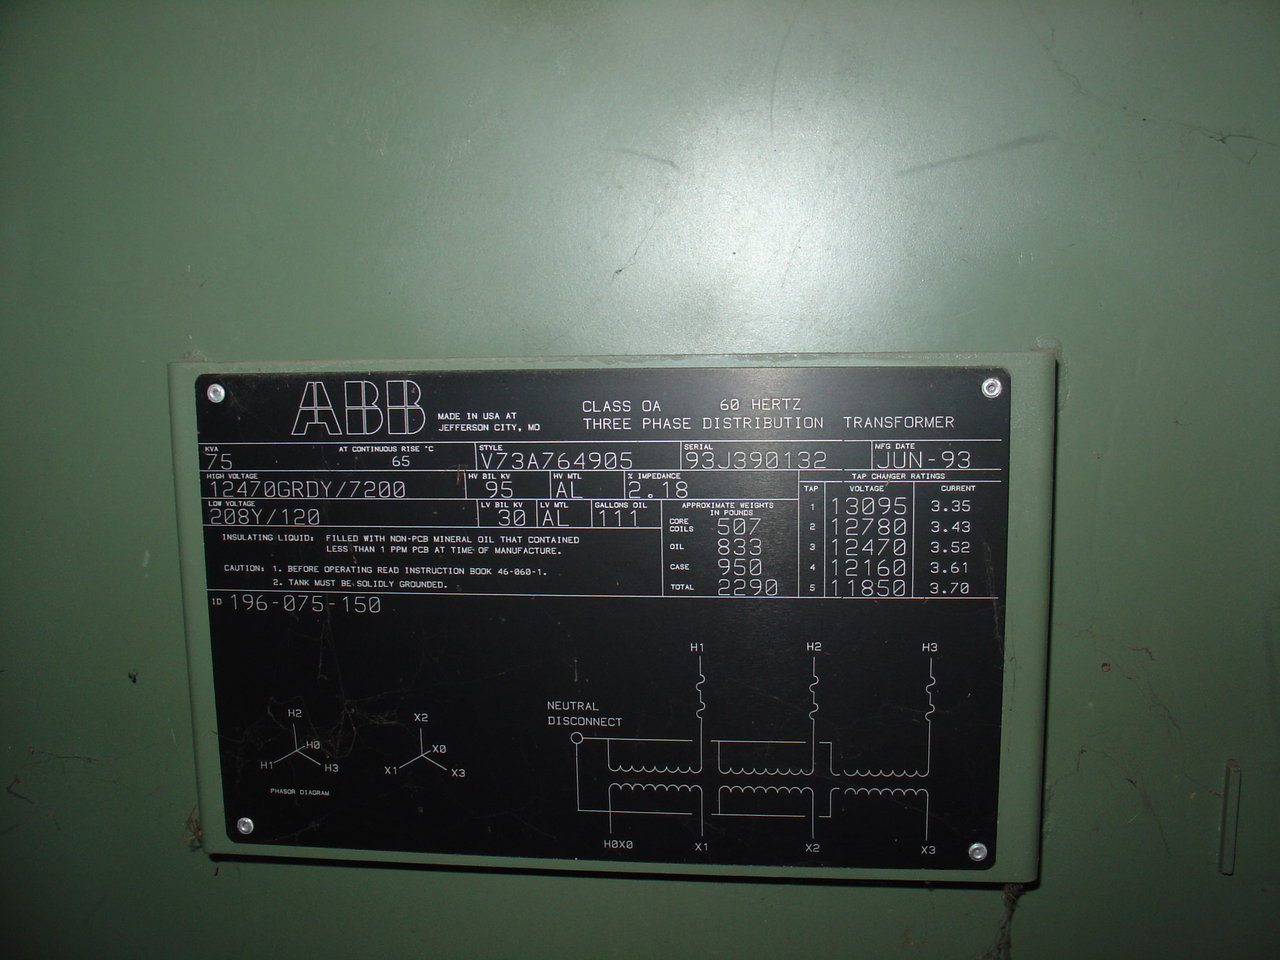 ABB
MADE IN USA AT
JEFFERSON CITY, MO
CLASS OA 60 HERTZ
THREE PHASE DISTRIBUTION TRANSFORMER
KVA AT CONTINUOUS RISE °C STYLE SERIAL MFG DATE
75 65 V73A764905 93J390132 JUN-93
HIGH VOLTAGE HV BIL KV HV MTL % IMPEDANCE
12470GRDY/7200 95 AL 2.18
LOW VOLTAGE LV BIL KV LV MTL GALLONS OIL
208Y/120 30 AL 111
APPROXIMATE WEIGHTS
IN POUNDS
CORE
COILS 507
OIL 833
CASE 950
TOTAL 2290
TAP CHANGER RATINGS
TAP VOLTAGE CURRENT
1 13095 3.35
2 12780 3.43
3 12470 3.52
4 12160 3.61
5 11850 3.70
INSULATING LIQUID: FILLED WITH NON-PCB MINERAL OIL THAT CONTAINED
LESS THAN 1 PPM PCB AT TIME OF MANUFACTURE.
CAUTION: 1. BEFORE OPERATING READ INSTRUCTION BOOK 46-060-1.
2. TANK MUST BE SOLIDLY GROUNDED.
ID 196-075-150
H2
H0
H1
H3
PHASOR DIAGRAM
X2
X0
X1
X3
H1 H2 H3
NEUTRAL
DISCONNECT
H0X0 X1 X2 X3